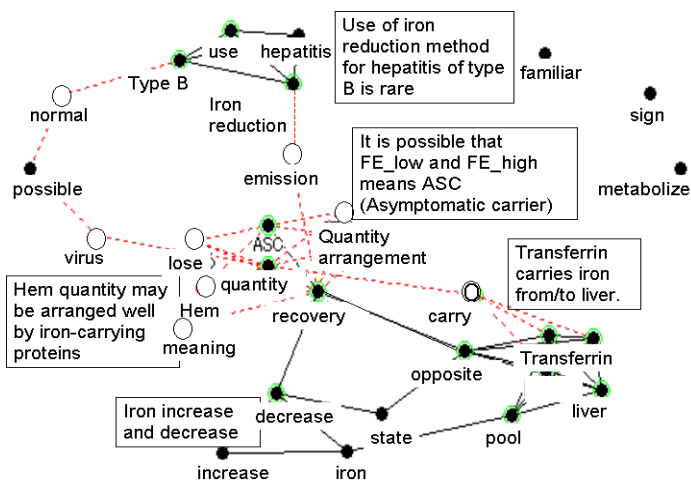 use
hepatitis
Type B
Iron
reduction
Use of iron
reduction method
for hepatitis of type
B is rare
familiar
sign
metabolize
normal
possible
virus
emission
It is possible that
FE_low and FE_high
means ASC
(Asymptomatic carrier)
lose
ASC
Quantity
arrangement
quantity
Hem
meaning
recovery
carry
Transferrin
carries iron
from/to liver.
Hem quantity may
be arranged well
by iron-carrying
proteins
opposite
Transferrin
liver
pool
state
decrease
Iron increase
and decrease
increase
iron